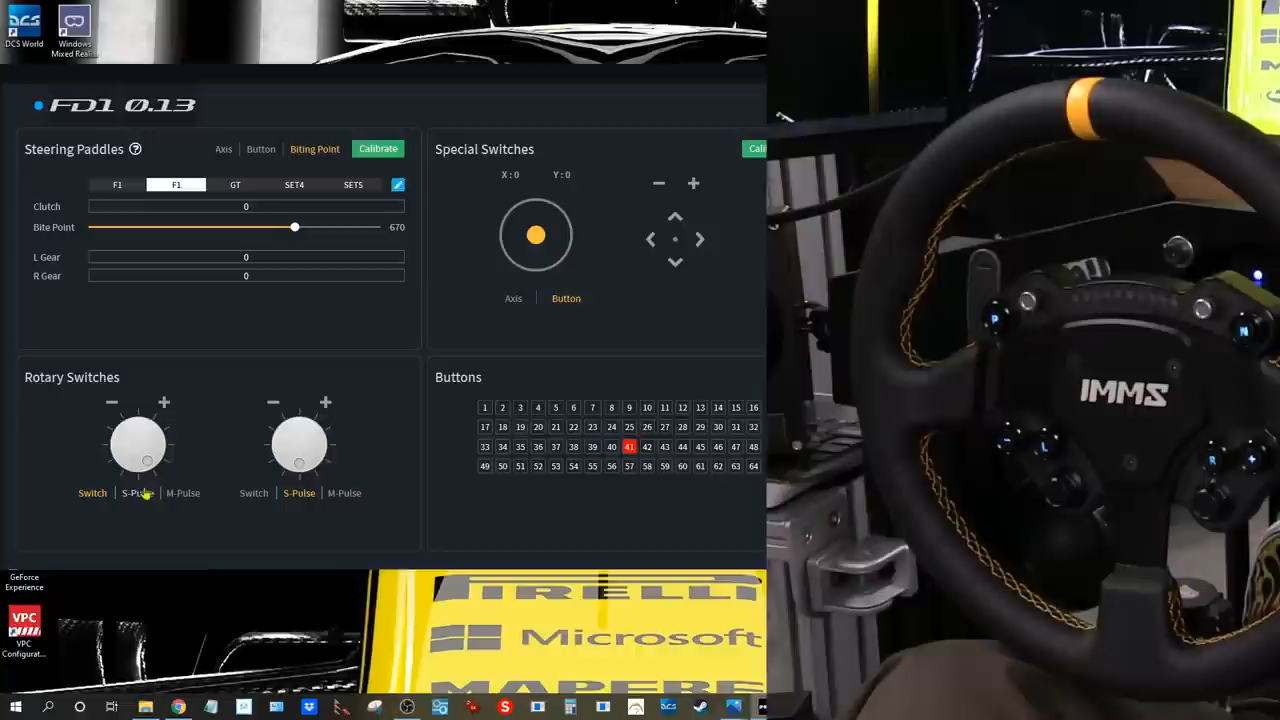 DCS World
Windows Mixed Reali...
FD1 0.13
Steering Paddles
Axis | Button | Biting Point
Calibrate
F1 F1 GT SET4 SET5
Clutch 0
Bite Point 670
L Gear 0
R Gear 0
Special Switches
Cali
X:0 Y:0
− +
Axis | Button
Rotary Switches
− + − +
Switch | S-Pulse | M-Pulse
Switch | S-Pulse | M-Pulse
Buttons
1 2 3 4 5 6 7 8 9 10 11 12 13 14 15 16
17 18 19 20 21 22 23 24 25 26 27 28 29 30 31 32
33 34 35 36 37 38 39 40 41 42 43 44 45 46 47 48
49 50 51 52 53 54 55 56 57 58 59 60 61 62 63 64
GeForce Experience
VPC
VPC Configurat...
PIRELLI
Microsoft
MAPFRE
P
N
IMMS
− L
R +